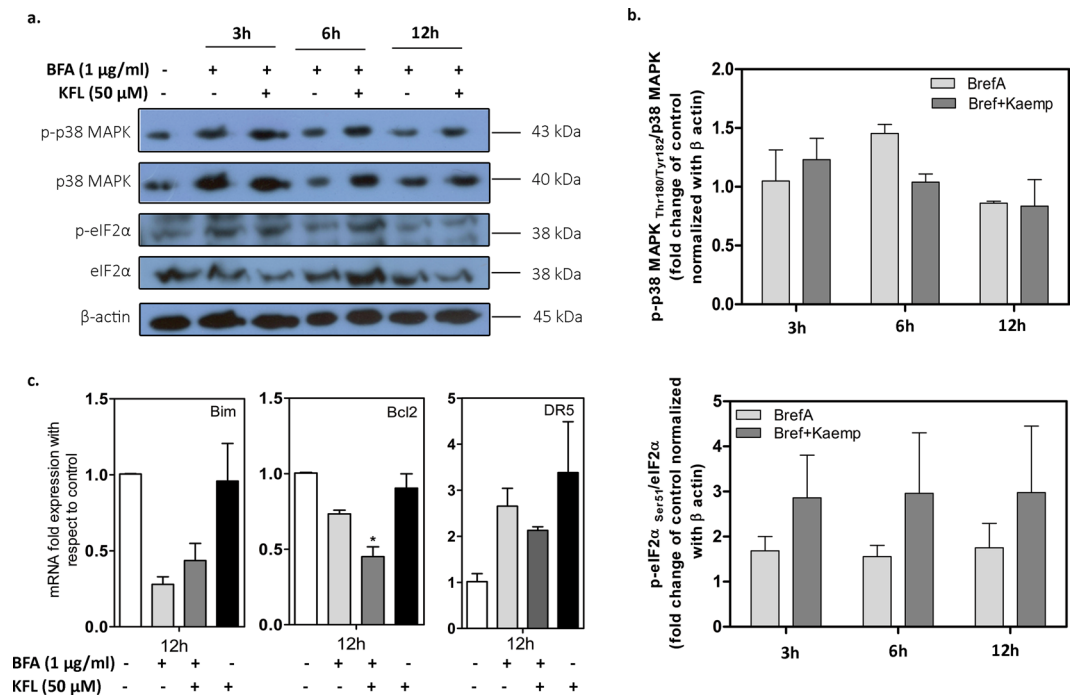 a.
3h 6h 12h
BFA (1 µg/ml) - + + + + + +
KFL (50 µM) - - + - + - +
p-p38 MAPK 43 kDa
p38 MAPK 40 kDa
p-eIF2α 38 kDa
eIF2α 38 kDa
β-actin 45 kDa
b.
p-p38 MAPK Thr180/Tyr182/p38 MAPK
(fold change of control
normalized with β actin)
2.0
1.5
1.0
0.5
0.0
BrefA
Bref+Kaemp
3h 6h 12h
p-eIF2α Ser51/eIF2α
(fold change of control normalized
with β actin)
5
4
3
2
1
0
BrefA
Bref+Kaemp
3h 6h 12h
c.
mRNA fold expression with
respect to control
1.5
1.0
0.5
0.0
Bim
12h
1.5
1.0
0.5
0.0
Bcl2
*
12h
5
4
3
2
1
0
DR5
12h
BFA (1 µg/ml) - + + - - + + - - + + -
KFL (50 µM) - - + + - - + + - - + +